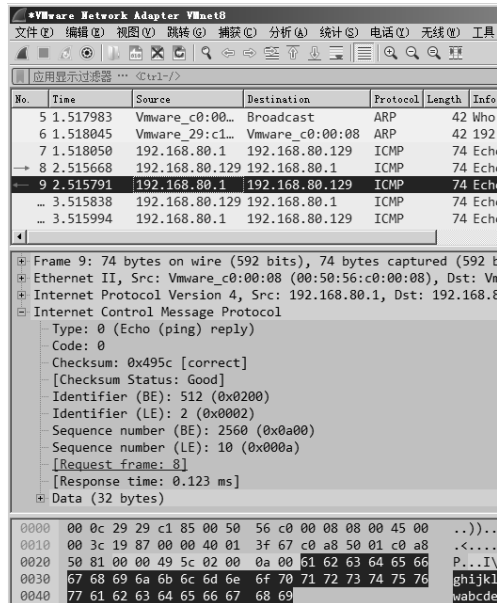 *VMware Network Adapter VMnet8
文件(F) 编辑(E) 视图(V) 跳转(G) 捕获(C) 分析(A) 统计(S) 电话(Y) 无线(W) 工具
应用显示过滤器 … <Ctrl-/>
No. Time Source Destination Protocol Length Info
5 1.517983 Vmware_c0:00… Broadcast ARP 42 Who
6 1.518045 Vmware_29:c1… Vmware_c0:00:08 ARP 42 192
7 1.518050 192.168.80.1 192.168.80.129 ICMP 74 Echo
8 2.515668 192.168.80.129 192.168.80.1 ICMP 74 Echo
9 2.515791 192.168.80.1 192.168.80.129 ICMP 74 Echo
… 3.515838 192.168.80.129 192.168.80.1 ICMP 74 Echo
… 3.515994 192.168.80.1 192.168.80.129 ICMP 74 Echo
Frame 9: 74 bytes on wire (592 bits), 74 bytes captured (592 b
Ethernet II, Src: Vmware_c0:00:08 (00:50:56:c0:00:08), Dst: Vm
Internet Protocol Version 4, Src: 192.168.80.1, Dst: 192.168.8
Internet Control Message Protocol
Type: 0 (Echo (ping) reply)
Code: 0
Checksum: 0x495c [correct]
[Checksum Status: Good]
Identifier (BE): 512 (0x0200)
Identifier (LE): 2 (0x0002)
Sequence number (BE): 2560 (0x0a00)
Sequence number (LE): 10 (0x000a)
[Request frame: 8]
[Response time: 0.123 ms]
Data (32 bytes)
0000 00 0c 29 29 c1 85 00 50 56 c0 00 08 08 00 45 00 ..))..
0010 00 3c 19 87 00 00 40 01 3f 67 c0 a8 50 01 c0 a8 .<....
0020 50 81 00 00 49 5c 02 00 0a 00 61 62 63 64 65 66 P...I\
0030 67 68 69 6a 6b 6c 6d 6e 6f 70 71 72 73 74 75 76 ghijkl
0040 77 61 62 63 64 65 66 67 68 69 wabcde